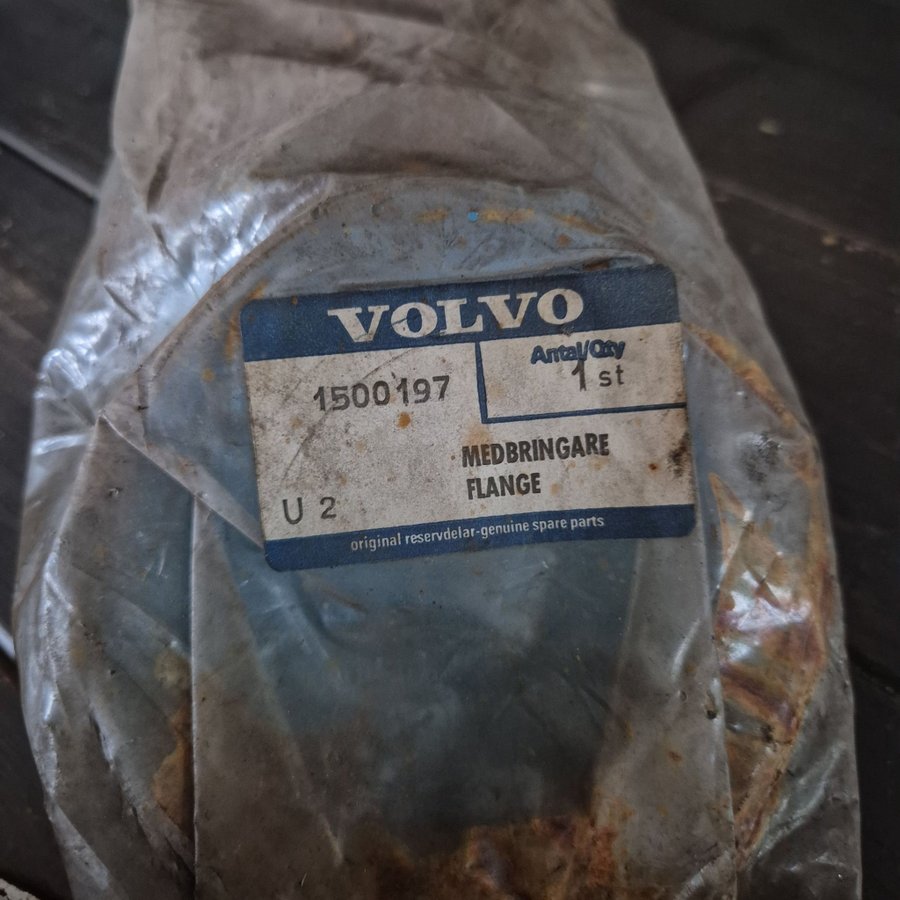 VOLVO
Antal/Qty
1 st
1500197
MEDBRINGARE
FLANGE
U 2
original reservdelar-genuine spare parts